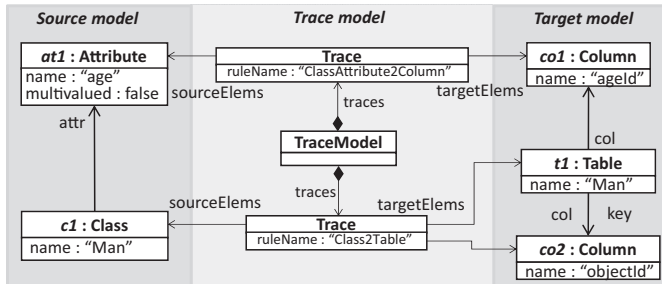 Source model
Trace model
Target model
at1 : Attribute
name : “age”
multivalued : false
Trace
ruleName : “ClassAttribute2Column”
co1 : Column
name : “ageId”
sourceElems
targetElems
attr
traces
col
TraceModel
t1 : Table
name : “Man”
traces
sourceElems
targetElems
col
key
c1 : Class
name : “Man”
Trace
ruleName : “Class2Table”
co2 : Column
name : “objectId”